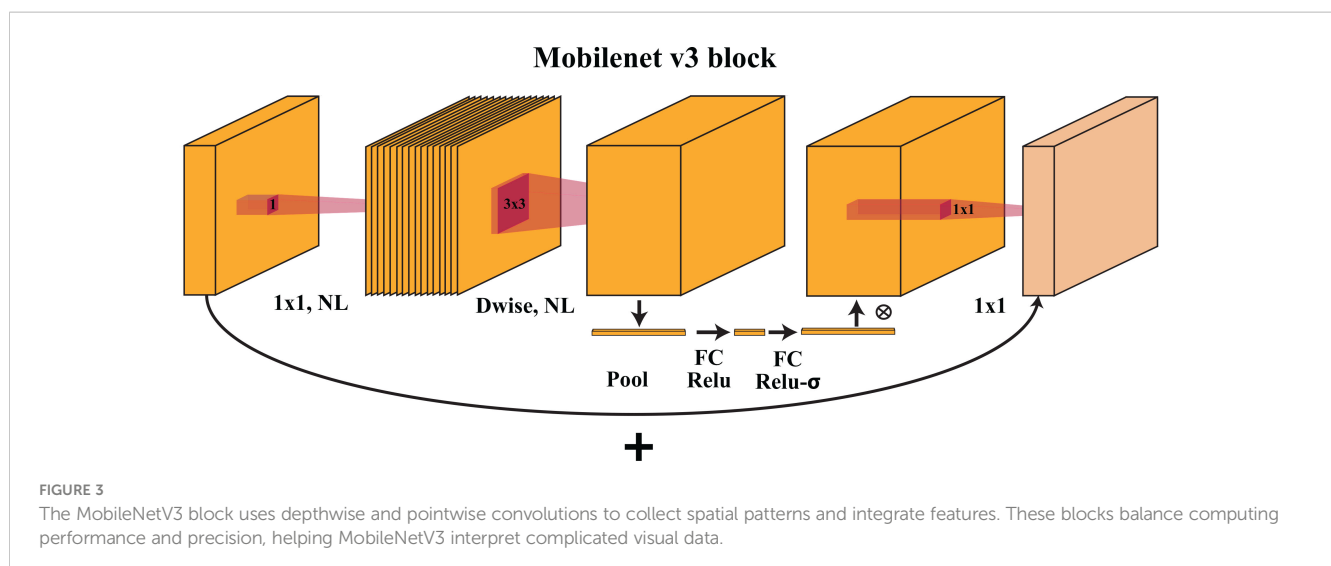 Mobilenet v3 block
1
3x3
1x1
1x1, NL
Dwise, NL
1x1
⊗
FC
FC
Pool
Relu
Relu-σ
+
FIGURE 3
The MobileNetV3 block uses depthwise and pointwise convolutions to collect spatial patterns and integrate features. These blocks balance computing
performance and precision, helping MobileNetV3 interpret complicated visual data.